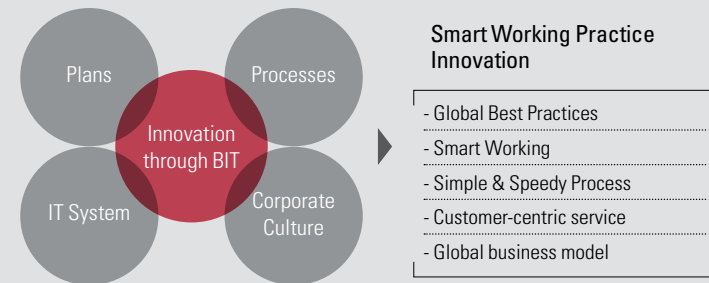 Plans
Processes
Innovation
through BIT
IT System
Corporate
Culture
Smart Working Practice
Innovation
- Global Best Practices
- Smart Working
- Simple & Speedy Process
- Customer-centric service
- Global business model